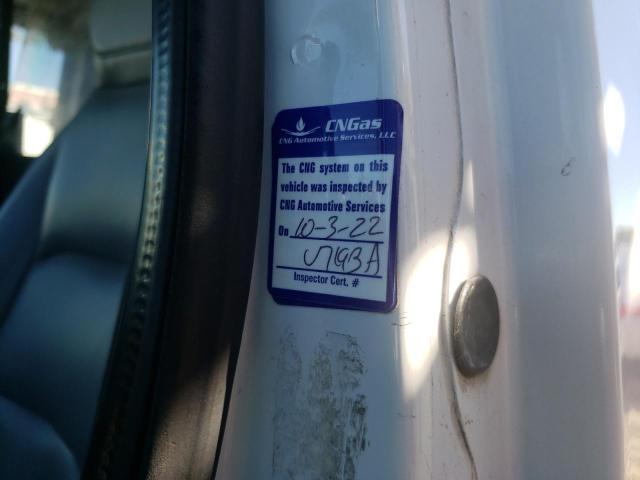 CNGas
CNG Automotive Services, LLC
The CNG system on this
vehicle was inspected by
CNG Automotive Services
On 10-3-22
Inspector Cert. #